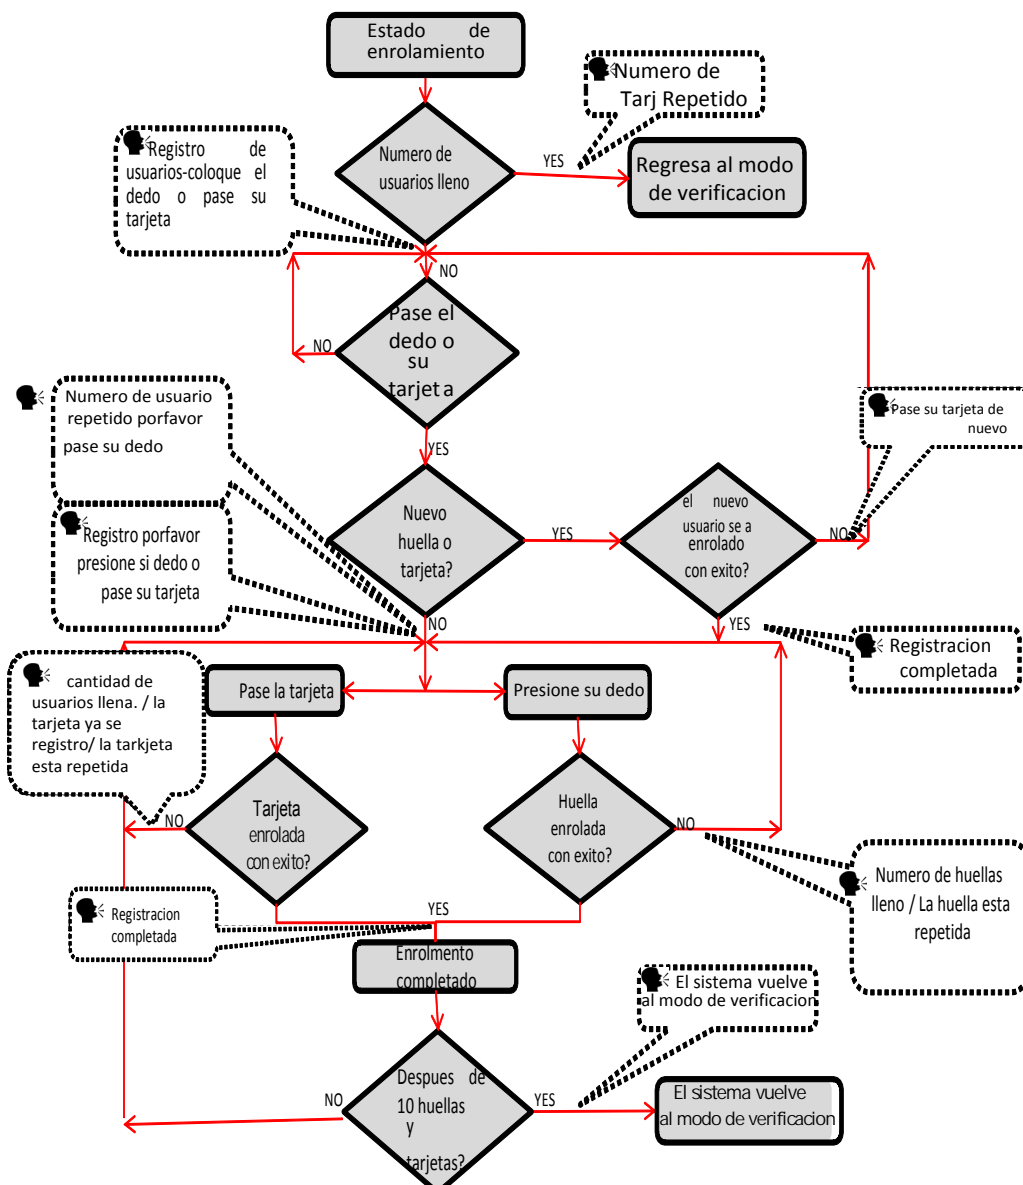 Estado de
enrolamiento
Numero de
Tarj Repetido
Registro de
usuarios-coloque el
dedo o pase su
tarjeta
Numero de
usuarios lleno
YES
Regresa al modo
de verificacion
NO
Pase el
dedo o
su
tarjeta
NO
YES
Numero de usuario
repetido porfavor
pase su dedo
Pase su tarjeta de
nuevo
Registro porfavor
presione si dedo o
pase su tarjeta
Nuevo
huella o
tarjeta?
YES
el nuevo
usuario se a
enrolado
con exito?
NO
NO
YES
Registracion
completada
cantidad de
usuarios llena. / la
tarjeta ya se
registro/ la tarkjeta
esta repetida
Pase la tarjeta
Presione su dedo
NO
Tarjeta
enrolada
con exito?
Huella
enrolada
con exito?
NO
Numero de huellas
lleno / La huella esta
repetida
Registracion
completada
YES
Enrolmento
completado
El sistema vuelve
al modo de verificacion
NO
Despues de
10 huellas
y
tarjetas?
YES
El sistema vuelve
al modo de verificacion